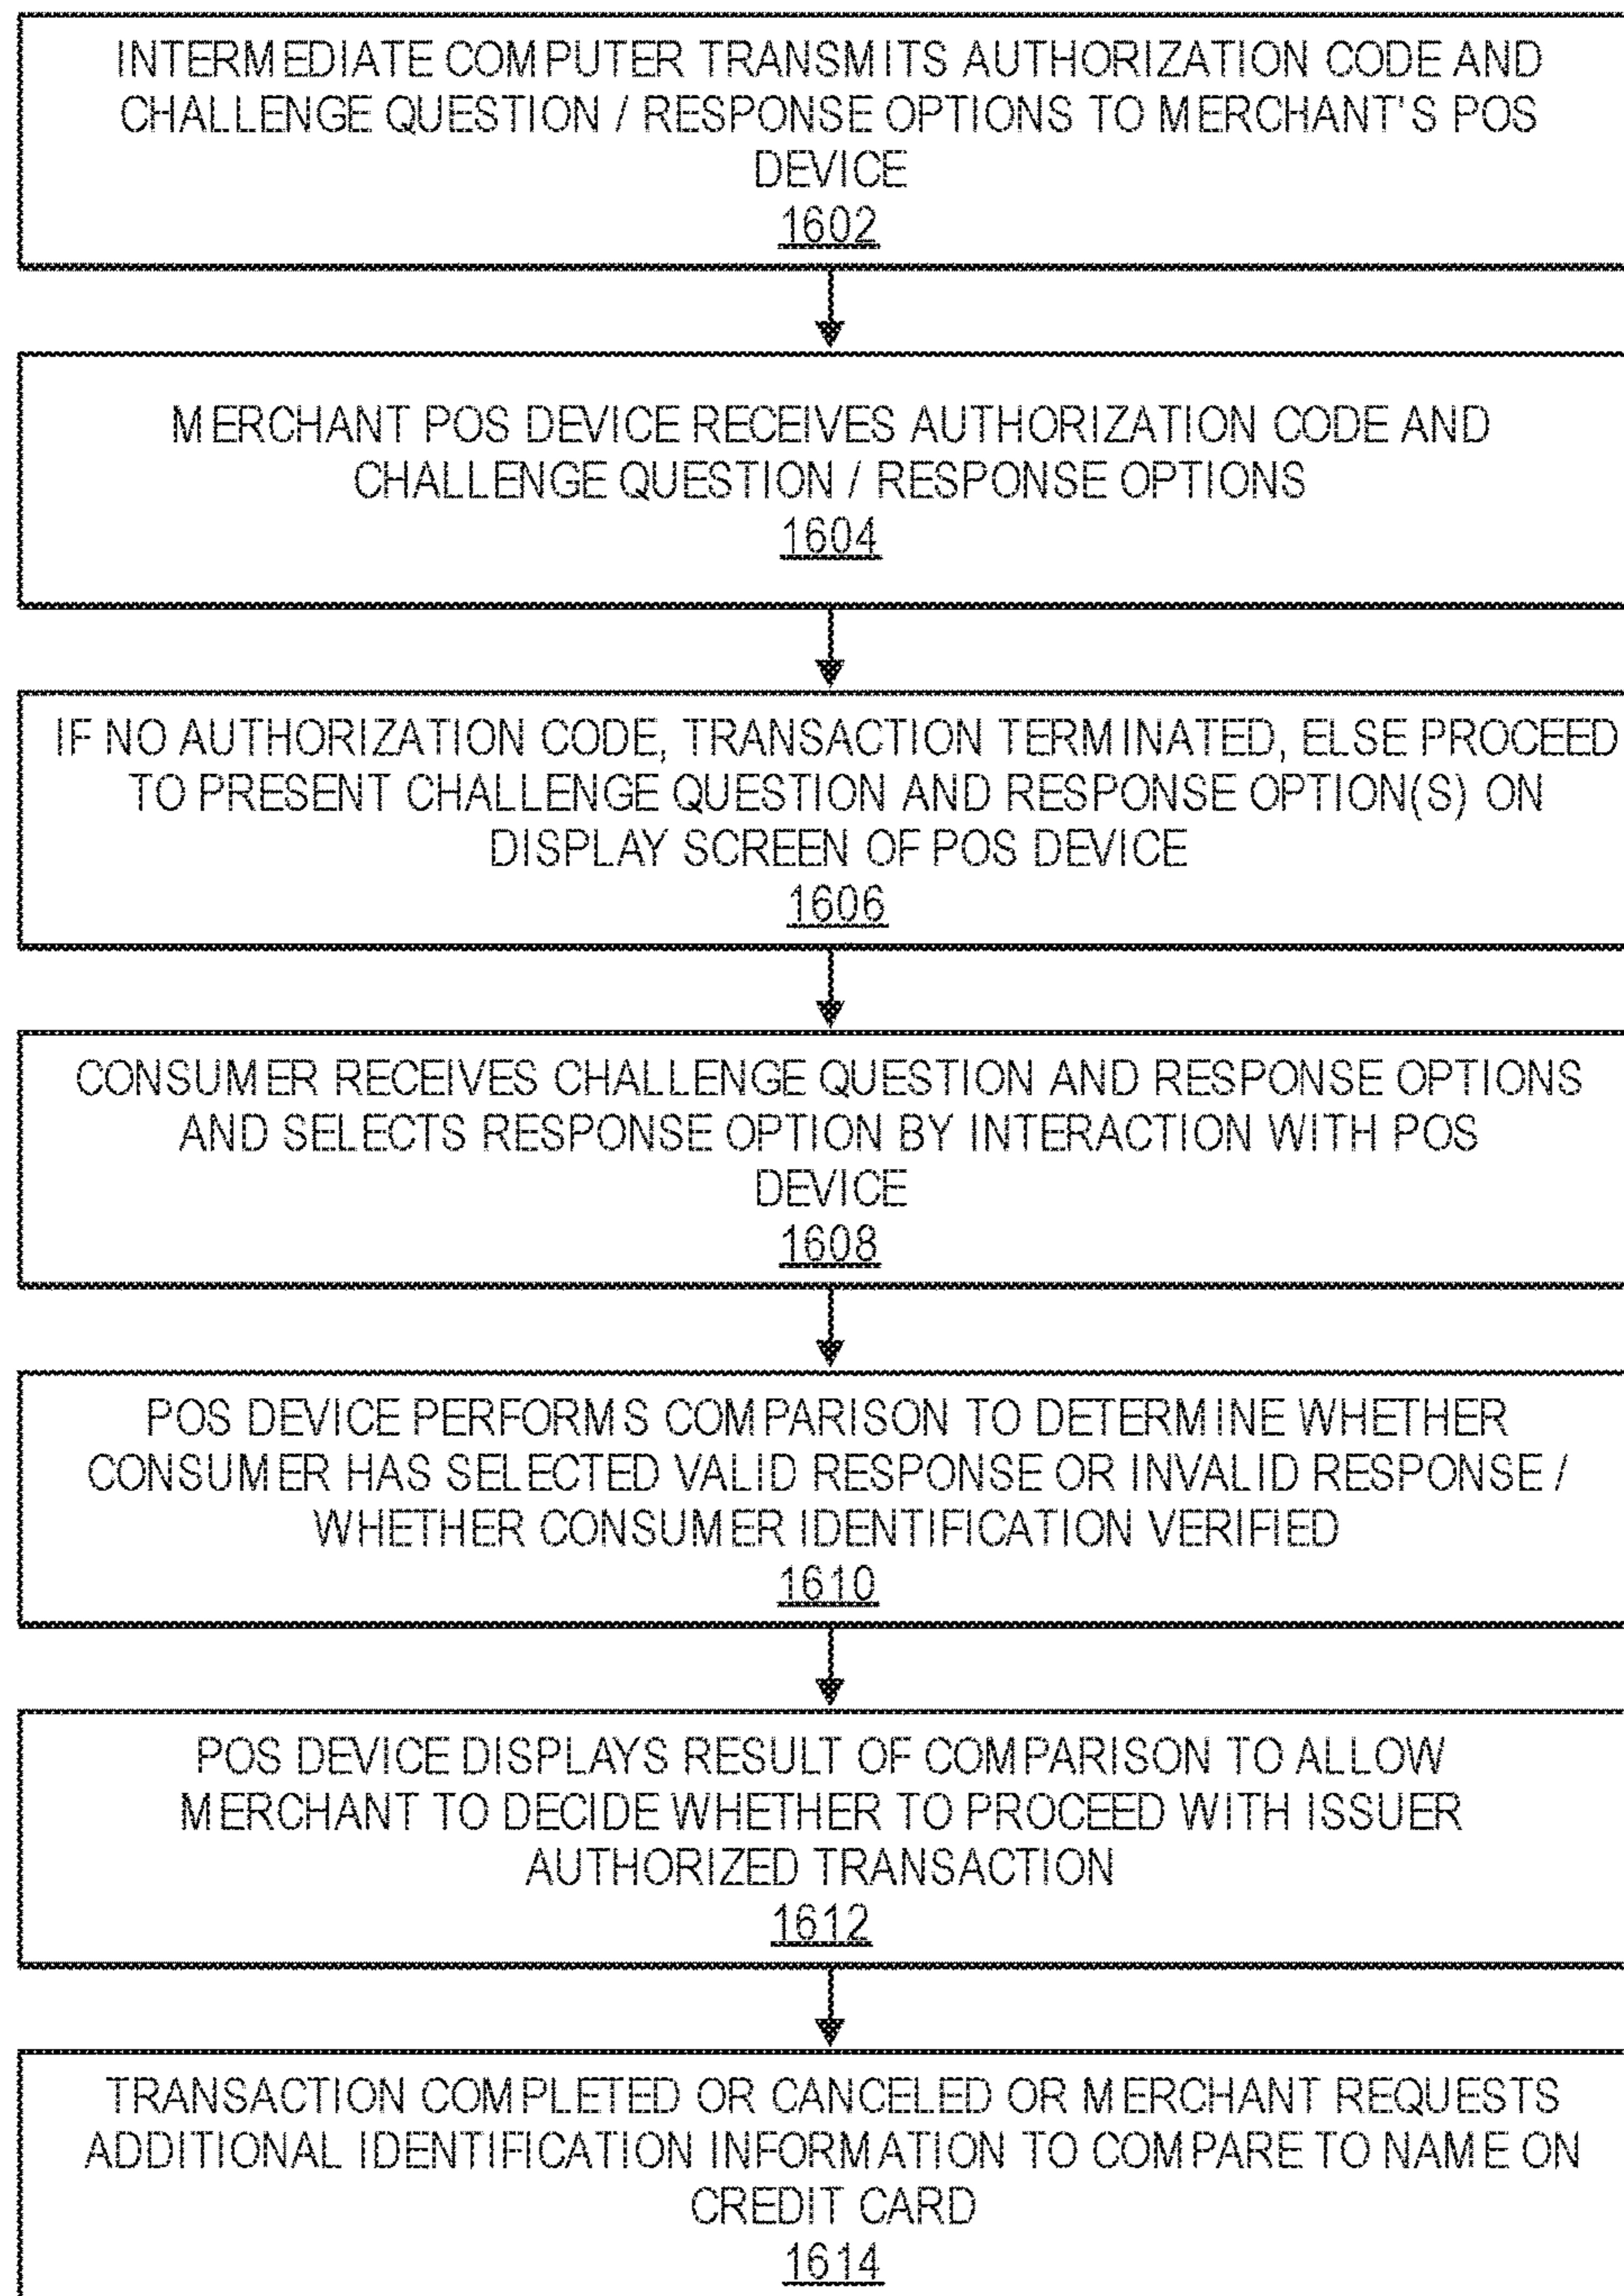 INTERMEDIATE COMPUTER TRANSMITS AUTHORIZATION CODE AND
CHALLENGE QUESTION / RESPONSE OPTIONS TO MERCHANT'S POS
DEVICE
1602
MERCHANT POS DEVICE RECEIVES AUTHORIZATION CODE AND
CHALLENGE QUESTION / RESPONSE OPTIONS
1604
IF NO AUTHORIZATION CODE, TRANSACTION TERMINATED, ELSE PROCEED
TO PRESENT CHALLENGE QUESTION AND RESPONSE OPTION(S) ON
DISPLAY SCREEN OF POS DEVICE
1606
CONSUMER RECEIVES CHALLENGE QUESTION AND RESPONSE OPTIONS
AND SELECTS RESPONSE OPTION BY INTERACTION WITH POS
DEVICE
1608
POS DEVICE PERFORMS COMPARISON TO DETERMINE WHETHER
CONSUMER HAS SELECTED VALID RESPONSE OR INVALID RESPONSE /
WHETHER CONSUMER IDENTIFICATION VERIFIED
1610
POS DEVICE DISPLAYS RESULT OF COMPARISON TO ALLOW
MERCHANT TO DECIDE WHETHER TO PROCEED WITH ISSUER
AUTHORIZED TRANSACTION
1612
TRANSACTION COMPLETED OR CANCELED OR MERCHANT REQUESTS
ADDITIONAL IDENTIFICATION INFORMATION TO COMPARE TO NAME ON
CREDIT CARD
1614